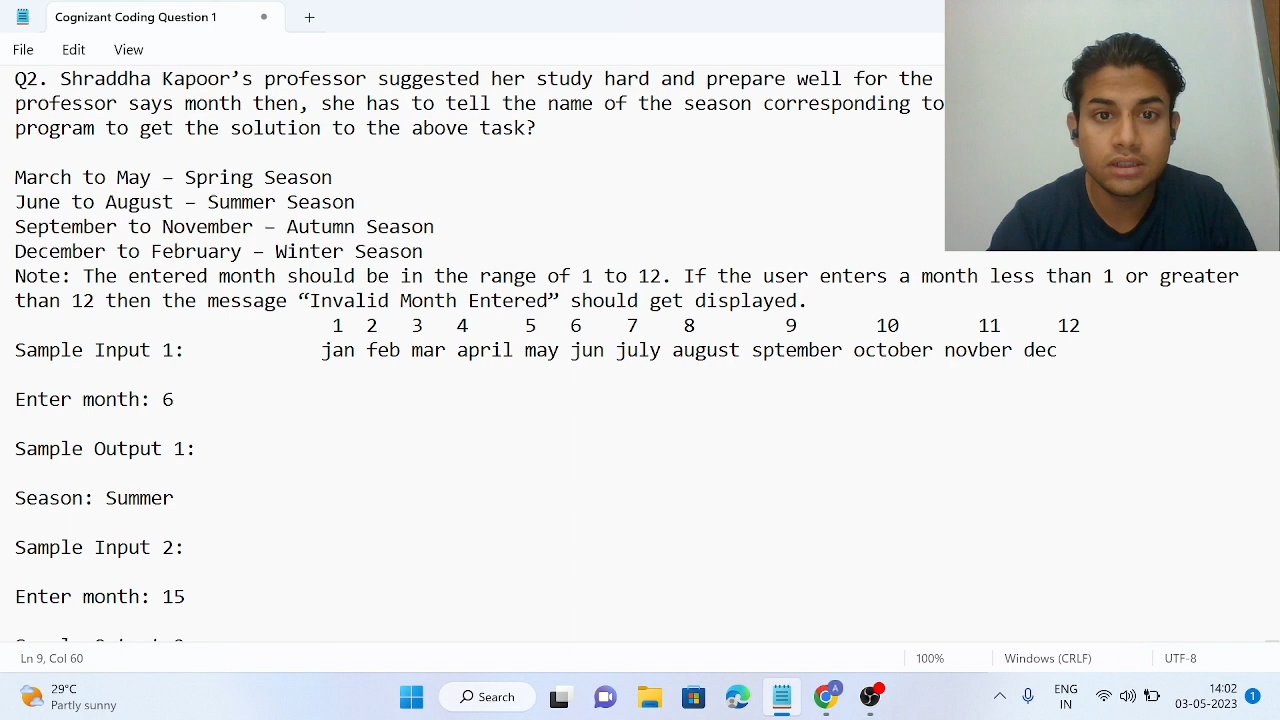 Cognizant Coding Question 1
File Edit View
Q2. Shraddha Kapoor’s professor suggested her study hard and prepare well for the
professor says month then, she has to tell the name of the season corresponding to
program to get the solution to the above task?
March to May – Spring Season
June to August – Summer Season
September to November – Autumn Season
December to February – Winter Season
Note: The entered month should be in the range of 1 to 12. If the user enters a month less than 1 or greater
than 12 then the message “Invalid Month Entered” should get displayed.
1 2 3 4 5 6 7 8 9 10 11 12
Sample Input 1: jan feb mar april may jun july august sptember october novber dec
Enter month: 6
Sample Output 1:
Season: Summer
Sample Input 2:
Enter month: 15
Ln 9, Col 60 100% Windows (CRLF) UTF-8
29°C
Partly sunny
Search
A
ENG
IN
14:02
03-05-2023
1